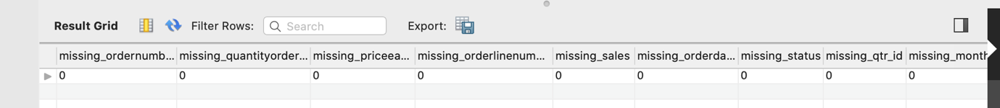 Result Grid Filter Rows: Search Export:
missing_ordernumb... missing_quantityorder... missing_priceea... missing_orderlinenum... missing_sales missing_orderda... missing_status missing_qtr_id missing_month
0 0 0 0 0 0 0 0 0